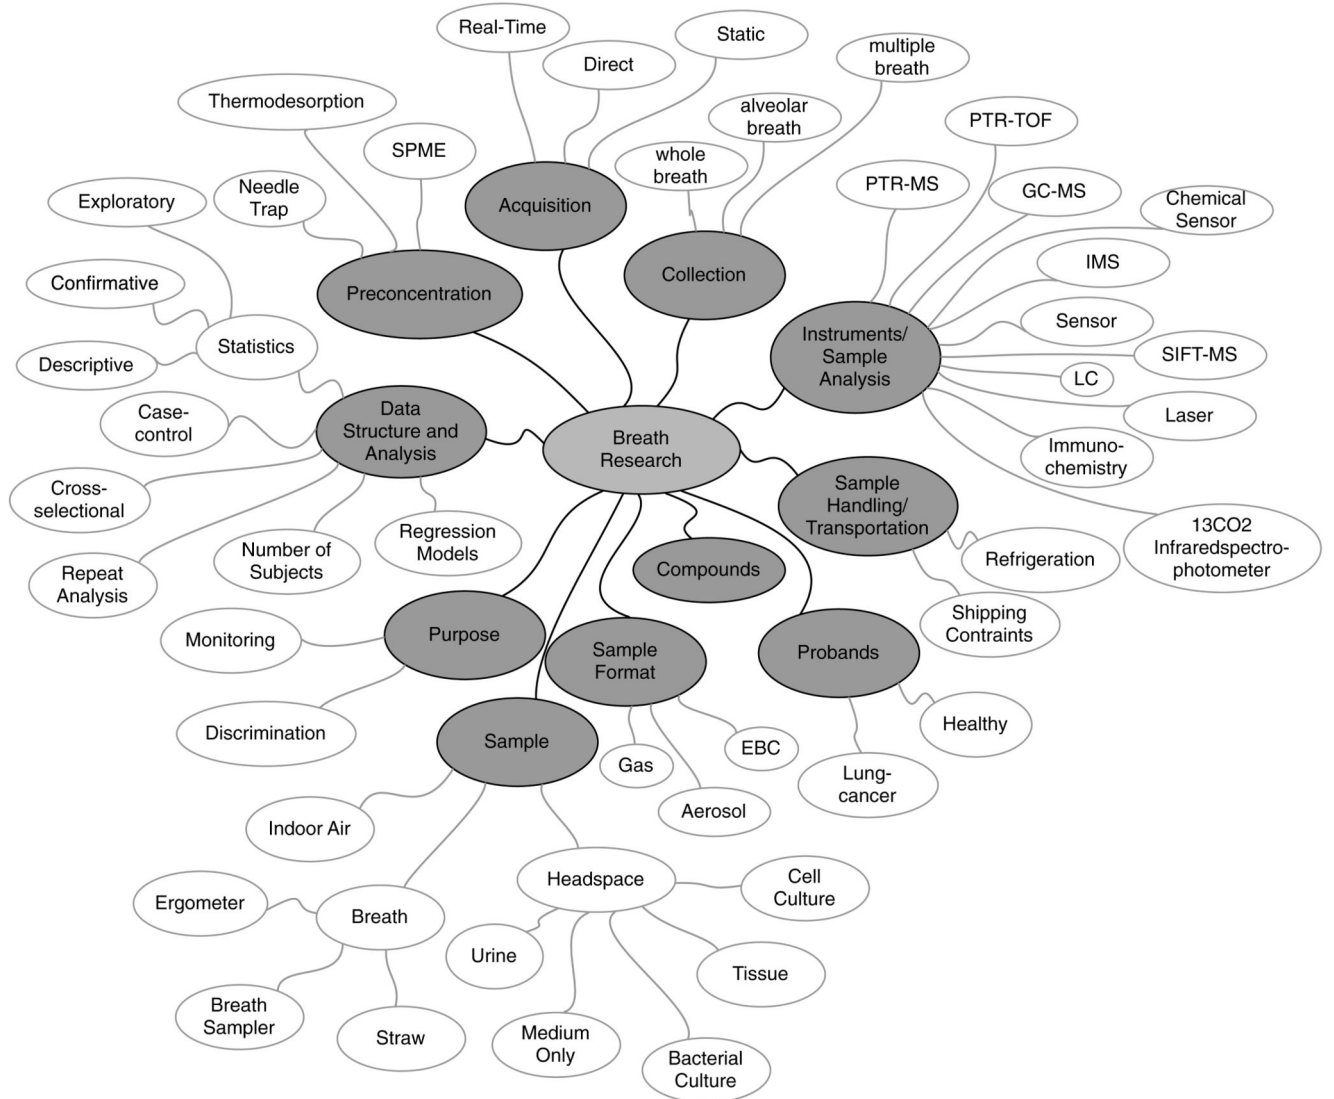 Real-Time
Static
Direct
multiple
breath
Thermodesorption
alveolar
breath
PTR-TOF
SPME
whole
breath
PTR-MS
GC-MS
Needle
Trap
Exploratory
Acquisition
Chemical
Sensor
Collection
IMS
Confirmative
Preconcentration
Sensor
Statistics
Instruments/
Sample
Analysis
SIFT-MS
Descriptive
LC
Case-
control
Data
Structure and
Analysis
Laser
Breath
Research
Immuno-
chemistry
Cross-
selectional
Sample
Handling/
Transportation
13CO2
Infraredspectro-
photometer
Regression
Models
Number of
Subjects
Refrigeration
Repeat
Analysis
Compounds
Shipping
Contraints
Monitoring
Purpose
Sample
Format
Probands
Discrimination
Healthy
Sample
EBC
Gas
Lung-
cancer
Aerosol
Indoor Air
Headspace
Cell
Culture
Ergometer
Breath
Urine
Tissue
Breath
Sampler
Straw
Medium
Only
Bacterial
Culture